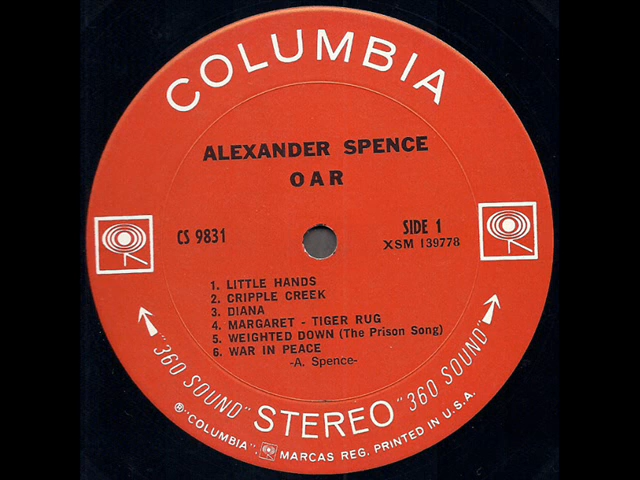 COLUMBIA
ALEXANDER SPENCE
OAR
CS 9831
SIDE 1
XSM 139778
1. LITTLE HANDS
2. CRIPPLE CREEK
3. DIANA
4. MARGARET - TIGER RUG
5. WEIGHTED DOWN (The Prison Song)
6. WAR IN PEACE
-A. Spence-
"360 SOUND" STEREO "360 SOUND"
®"COLUMBIA", MARCAS REG. PRINTED IN U.S.A.